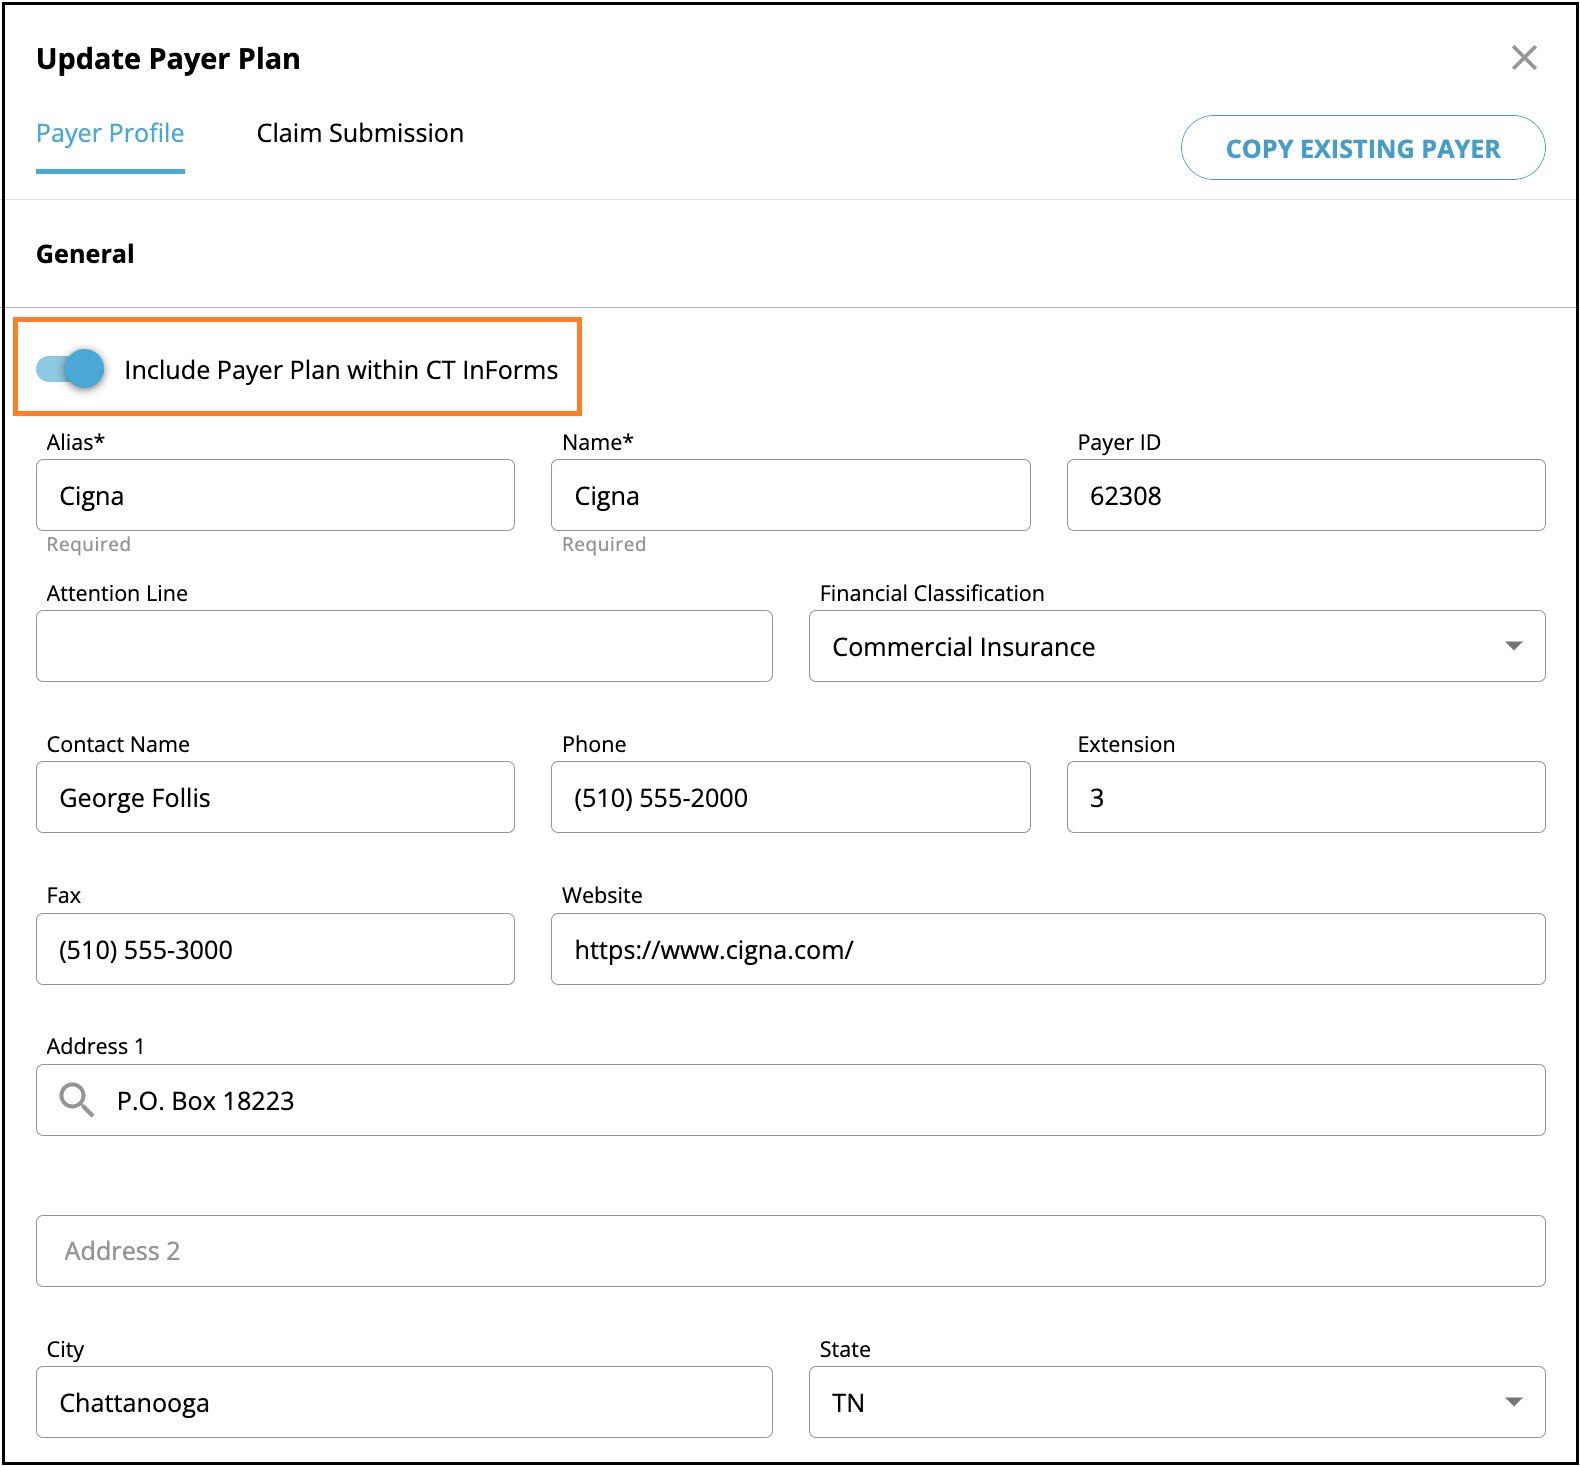 Update Payer Plan
Payer Profile Claim Submission
COPY EXISTING PAYER
General
Include Payer Plan within CT InForms
Alias* Name* Payer ID
Cigna Cigna 62308
Required Required
Attention Line Financial Classification
Commercial Insurance
Contact Name Phone Extension
George Follis (510) 555-2000 3
Fax Website
(510) 555-3000 https://www.cigna.com/
Address 1
P.O. Box 18223
Address 2
City State
Chattanooga TN